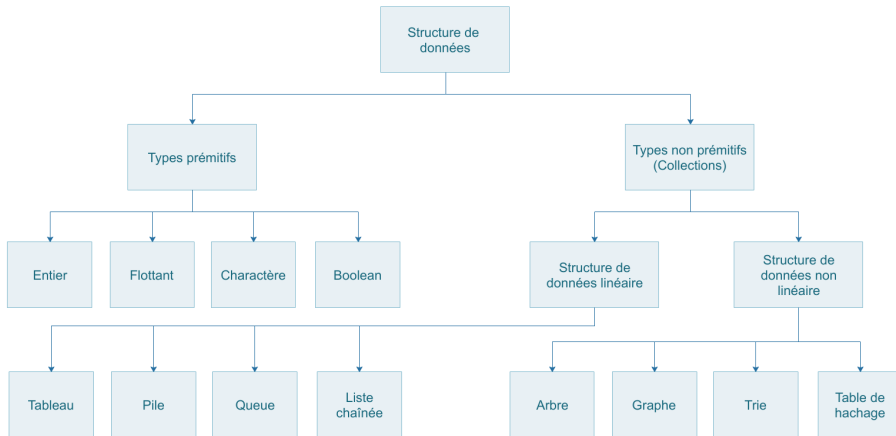 Structure de
données
Types prémitifs
Types non prémitifs
(Collections)
Entier
Flottant
Charactère
Boolean
Structure de
données linéaire
Structure de
données non
linéaire
Tableau
Pile
Queue
Liste
chaînée
Arbre
Graphe
Trie
Table de
hachage